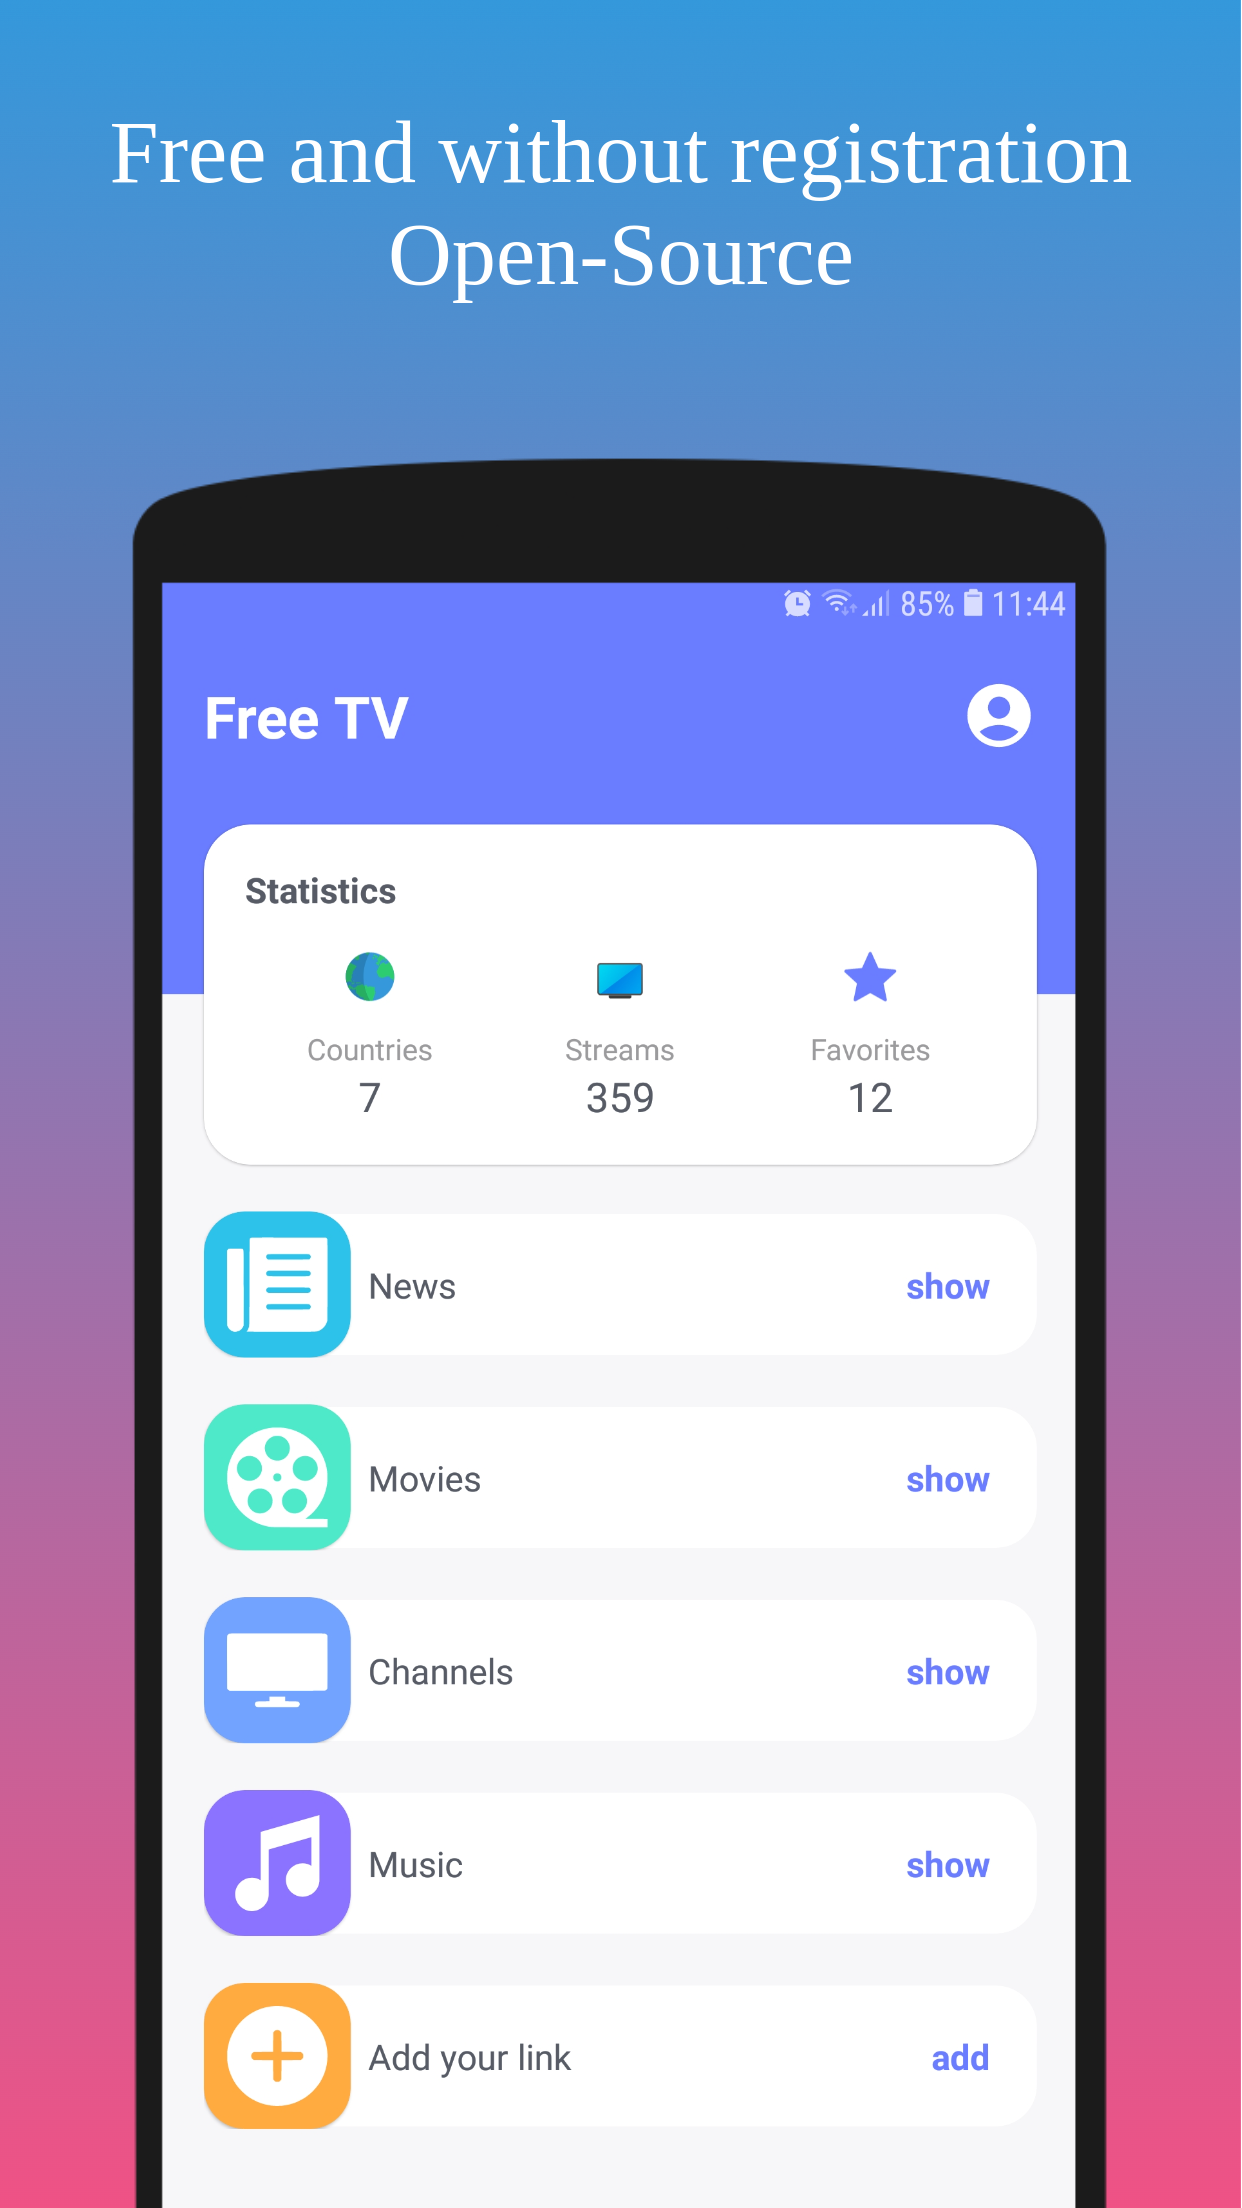 Free and without registration
Open-Source
85% 11:44
Free TV
Statistics
Countries Streams Favorites
7 359 12
News show
Movies show
Channels show
Music show
Add your link add